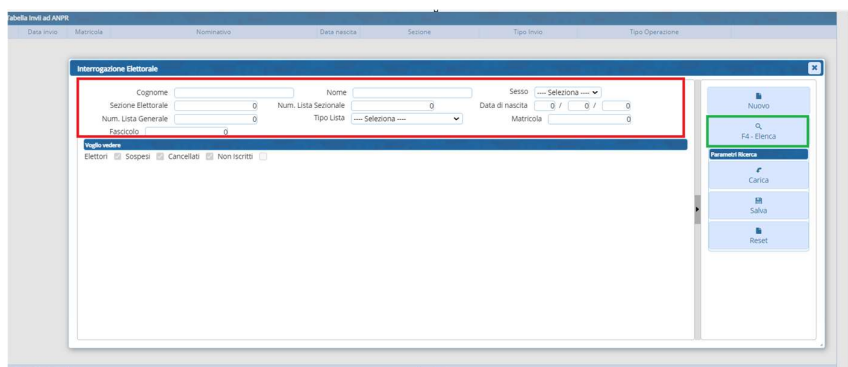 Tabella Invii ad ANPR
Data Invio Matricola Nominativo Data nascita Sezione Tipo Invio Tipo Operazione
Interrogazione Elettorale
Cognome Nome Sesso ---- Seleziona ----
Sezione Elettorale 0 Num. Lista Sezionale 0 Data di nascita 0 / 0 / 0
Num. Lista Generale 0 Tipo Lista ---- Seleziona ---- Matricola 0
Fascicolo 0
Voglio vedere
Elettori Sospesi Cancellati Non Iscritti
Nuovo
F4 - Elenca
Parametri Ricerca
Carica
Salva
Reset